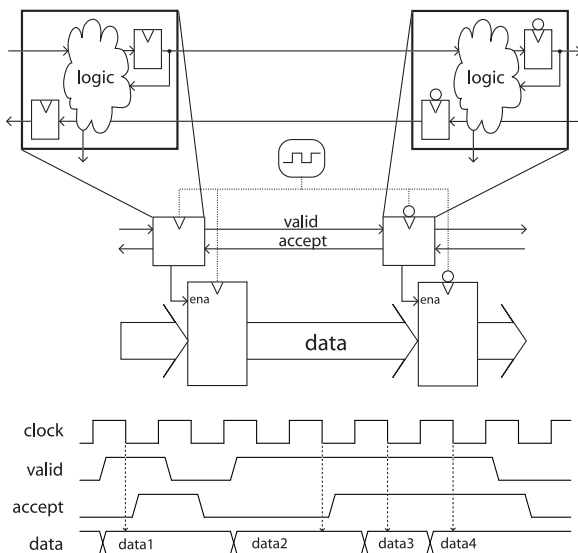 logic
logic
valid
accept
ena
ena
data
clock
valid
accept
data
data1
data2
data3
data4